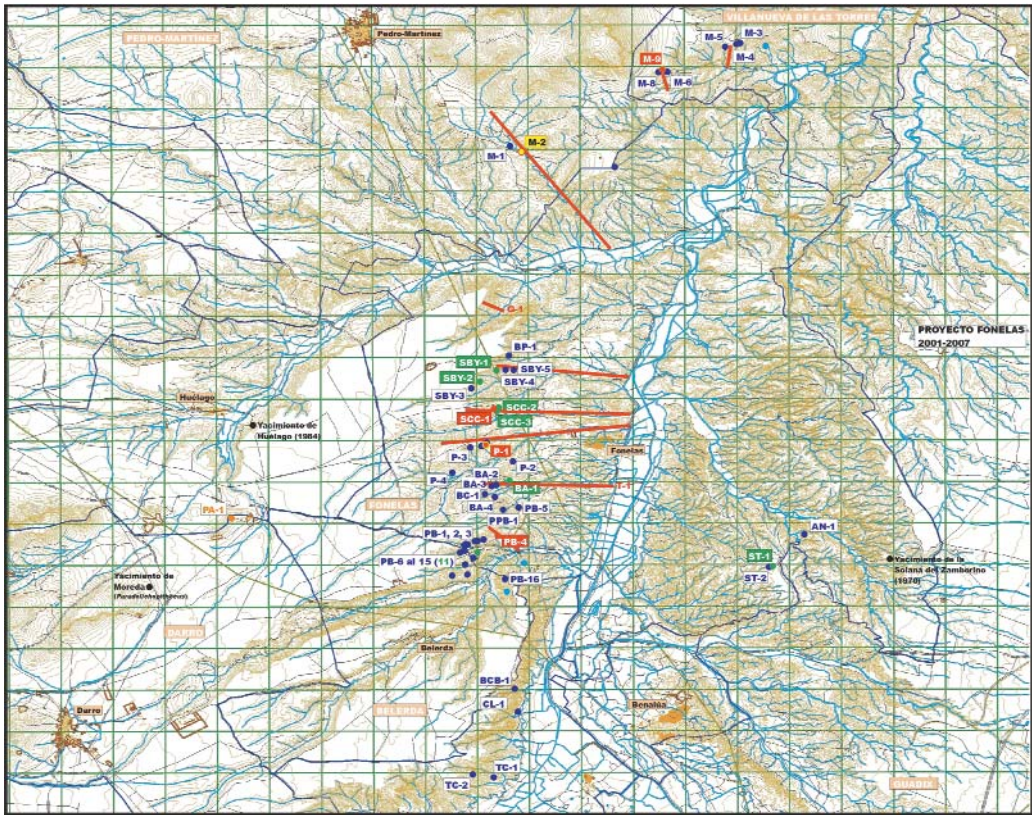 VILLANUEVA DE LAS TORRES
PEDRO-MARTINEZ
Pedro-Martinez
M-5
M-3
M-4
M-9
M-8
M-6
M-1
M-2
G-1
PROYECTO FONELAS
2001-2007
BP-1
SBY-1
SBY-5
SBY-2
SBY-4
SBY-3
Huélago
SCC-2
SCC-1
SCC-3
Yacimiento de
Huélago (1984)
P-1
Fonelas
P-3
P-2
P-4
BA-2
BA-3
BA-1
T-1
BC-1
FONELAS
BA-4
PB-5
PA-1
PPB-1
AN-1
PB-1, 2, 3
PB-4
ST-1
PB-6 al 15 (11)
Yacimiento de la
Solana del Zamborino
(1970)
ST-2
Yacimiento de
Moreda
PB-16
DARRO
Belerda
BCB-1
CL-1
BELERDA
Benalúa
Darro
TC-1
TC-2
GUADIX